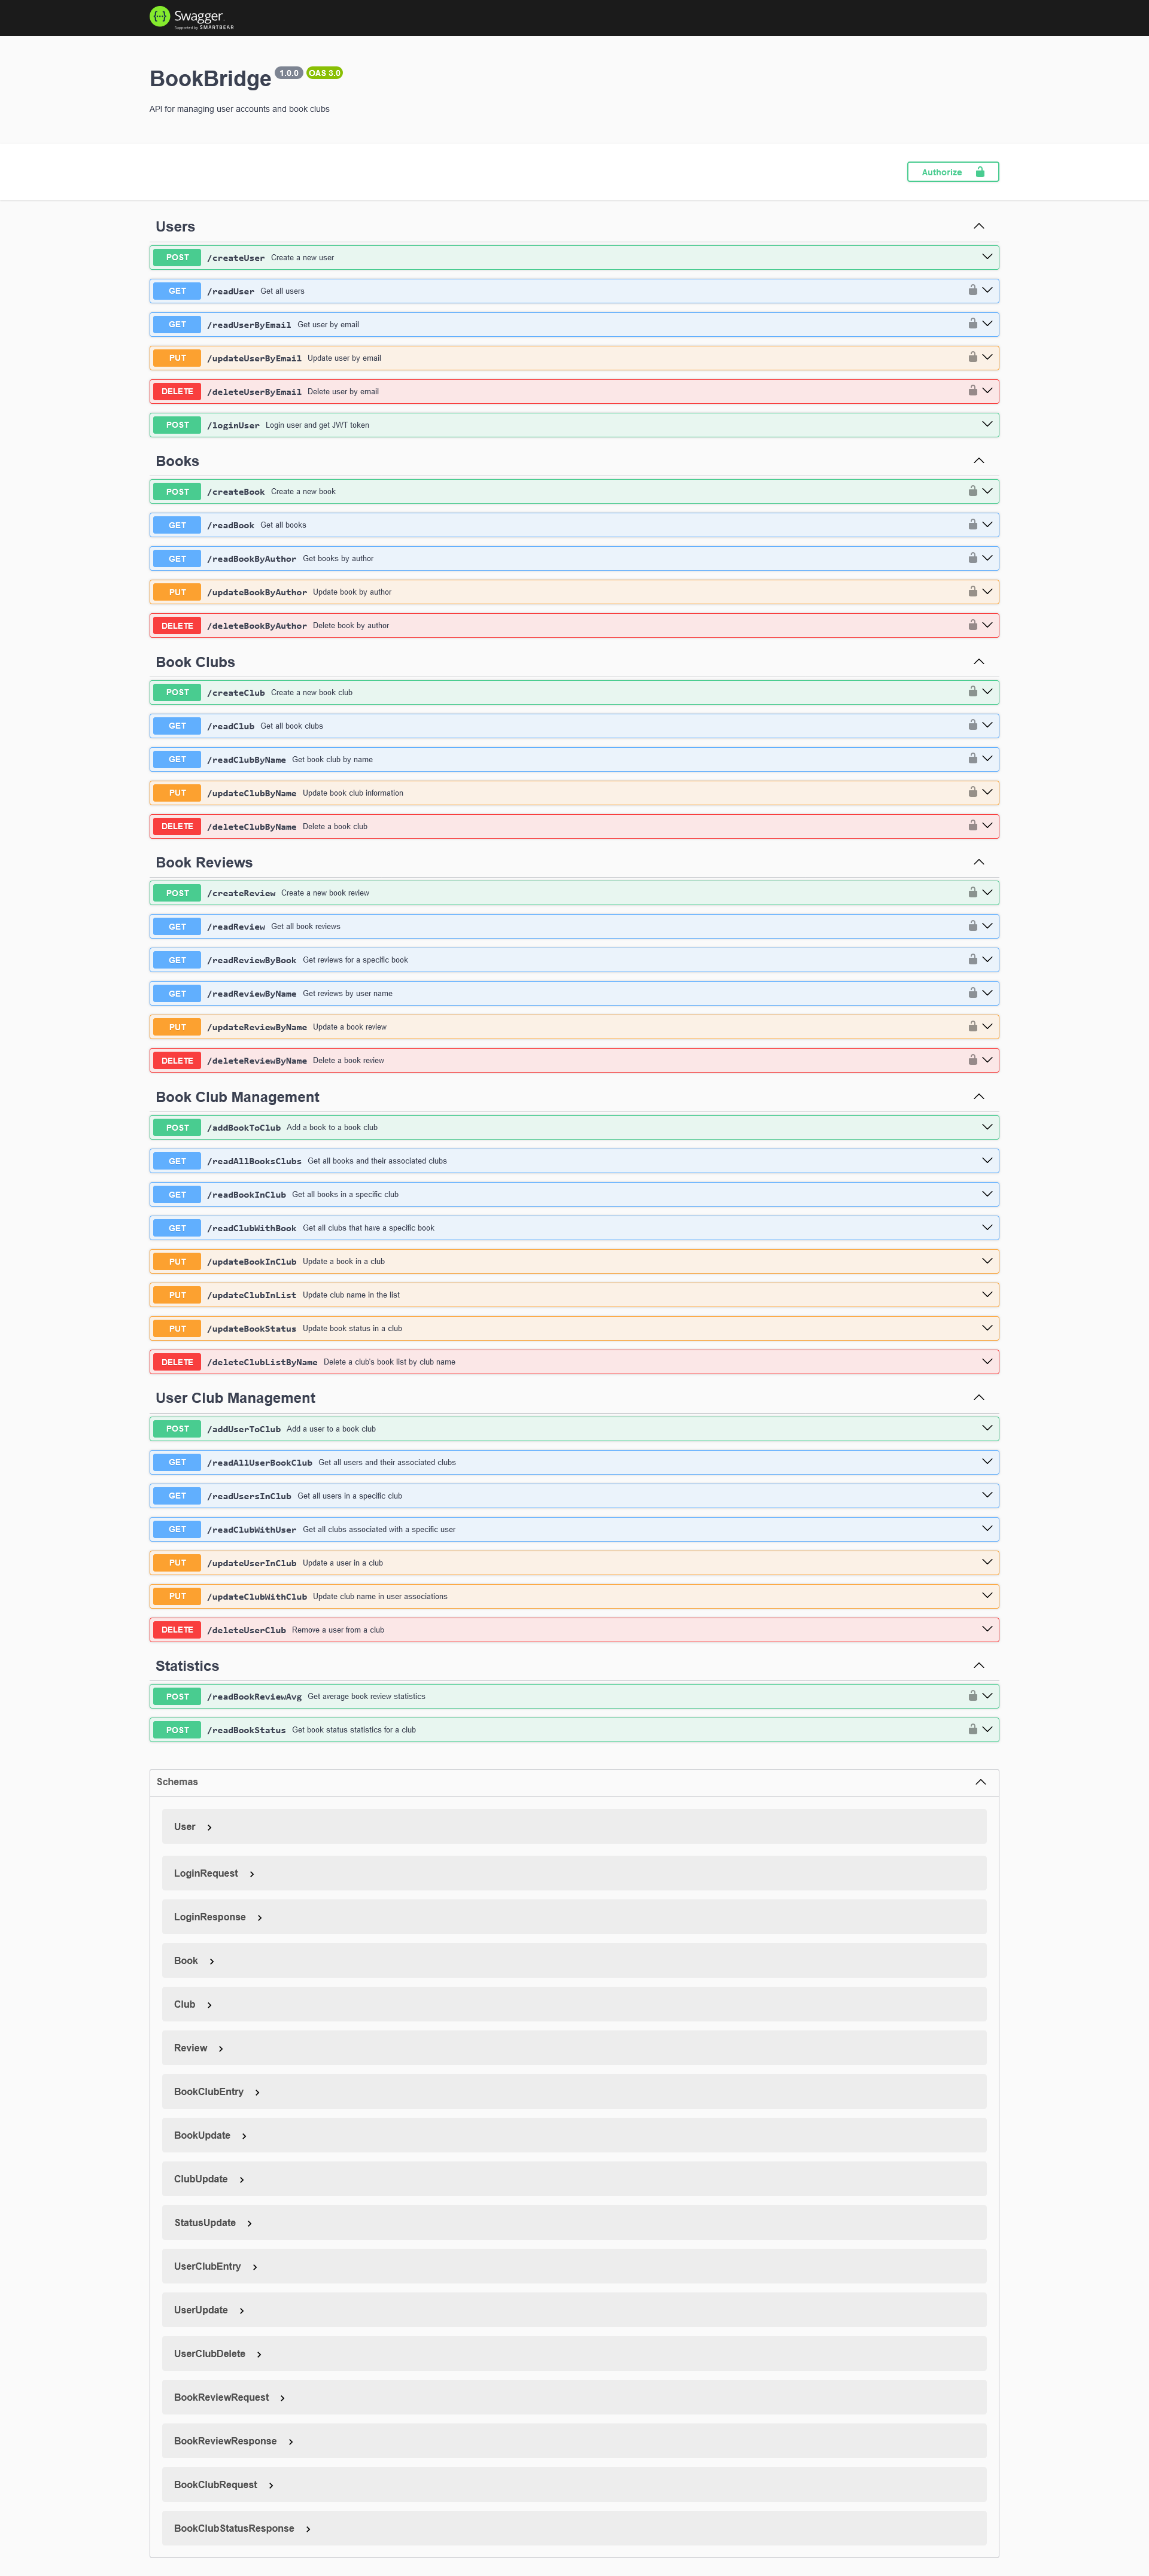 Swagger
Supported by SMARTBEAR
BookBridge 1.0.0 OAS 3.0
API for managing user accounts and book clubs
Authorize
Users
POST /createUser Create a new user
GET /readUser Get all users
GET /readUserByEmail Get user by email
PUT /updateUserByEmail Update user by email
DELETE /deleteUserByEmail Delete user by email
POST /loginUser Login user and get JWT token
Books
POST /createBook Create a new book
GET /readBook Get all books
GET /readBookByAuthor Get books by author
PUT /updateBookByAuthor Update book by author
DELETE /deleteBookByAuthor Delete book by author
Book Clubs
POST /createClub Create a new book club
GET /readClub Get all book clubs
GET /readClubByName Get book club by name
PUT /updateClubByName Update book club information
DELETE /deleteClubByName Delete a book club
Book Reviews
POST /createReview Create a new book review
GET /readReview Get all book reviews
GET /readReviewByBook Get reviews for a specific book
GET /readReviewByName Get reviews by user name
PUT /updateReviewByName Update a book review
DELETE /deleteReviewByName Delete a book review
Book Club Management
POST /addBookToClub Add a book to a book club
GET /readAllBooksClubs Get all books and their associated clubs
GET /readBookInClub Get all books in a specific club
GET /readClubWithBook Get all clubs that have a specific book
PUT /updateBookInClub Update a book in a club
PUT /updateClubInList Update club name in the list
PUT /updateBookStatus Update book status in a club
DELETE /deleteClubListByName Delete a club's book list by club name
User Club Management
POST /addUserToClub Add a user to a book club
GET /readAllUserBookClub Get all users and their associated clubs
GET /readUsersInClub Get all users in a specific club
GET /readClubWithUser Get all clubs associated with a specific user
PUT /updateUserInClub Update a user in a club
PUT /updateClubWithClub Update club name in user associations
DELETE /deleteUserClub Remove a user from a club
Statistics
POST /readBookReviewAvg Get average book review statistics
POST /readBookStatus Get book status statistics for a club
Schemas
User
LoginRequest
LoginResponse
Book
Club
Review
BookClubEntry
BookUpdate
ClubUpdate
StatusUpdate
UserClubEntry
UserUpdate
UserClubDelete
BookReviewRequest
BookReviewResponse
BookClubRequest
BookClubStatusResponse